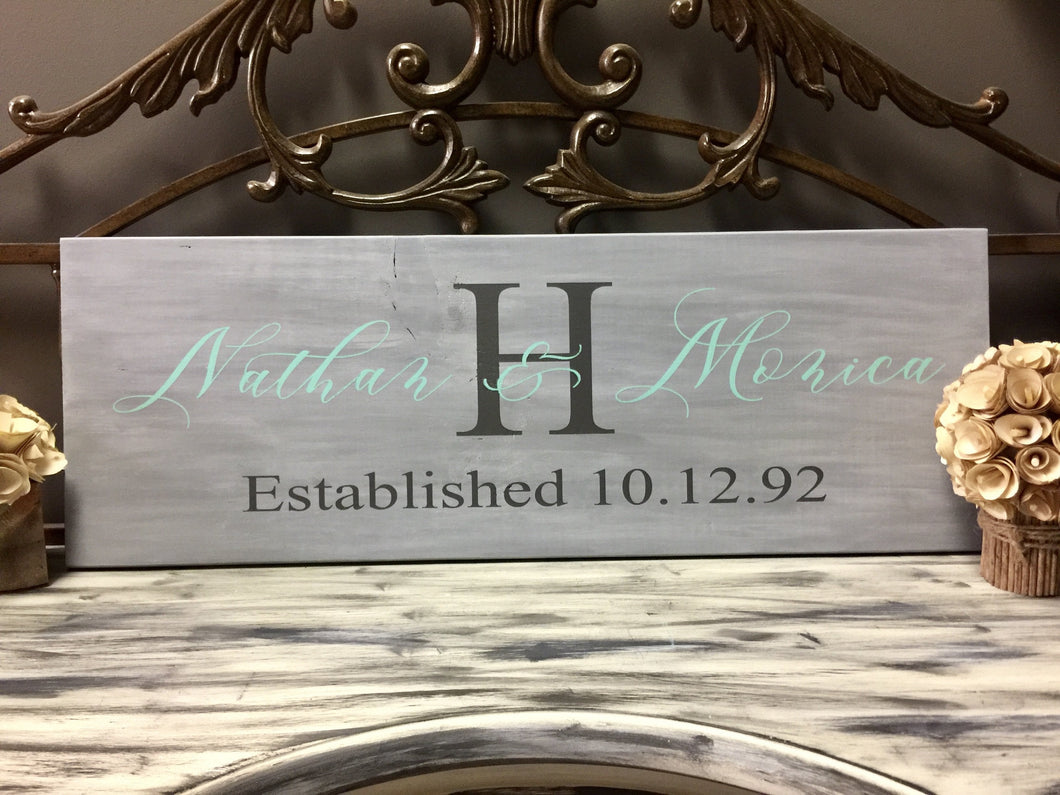 H
Nathan & Monica
Established 10.12.92